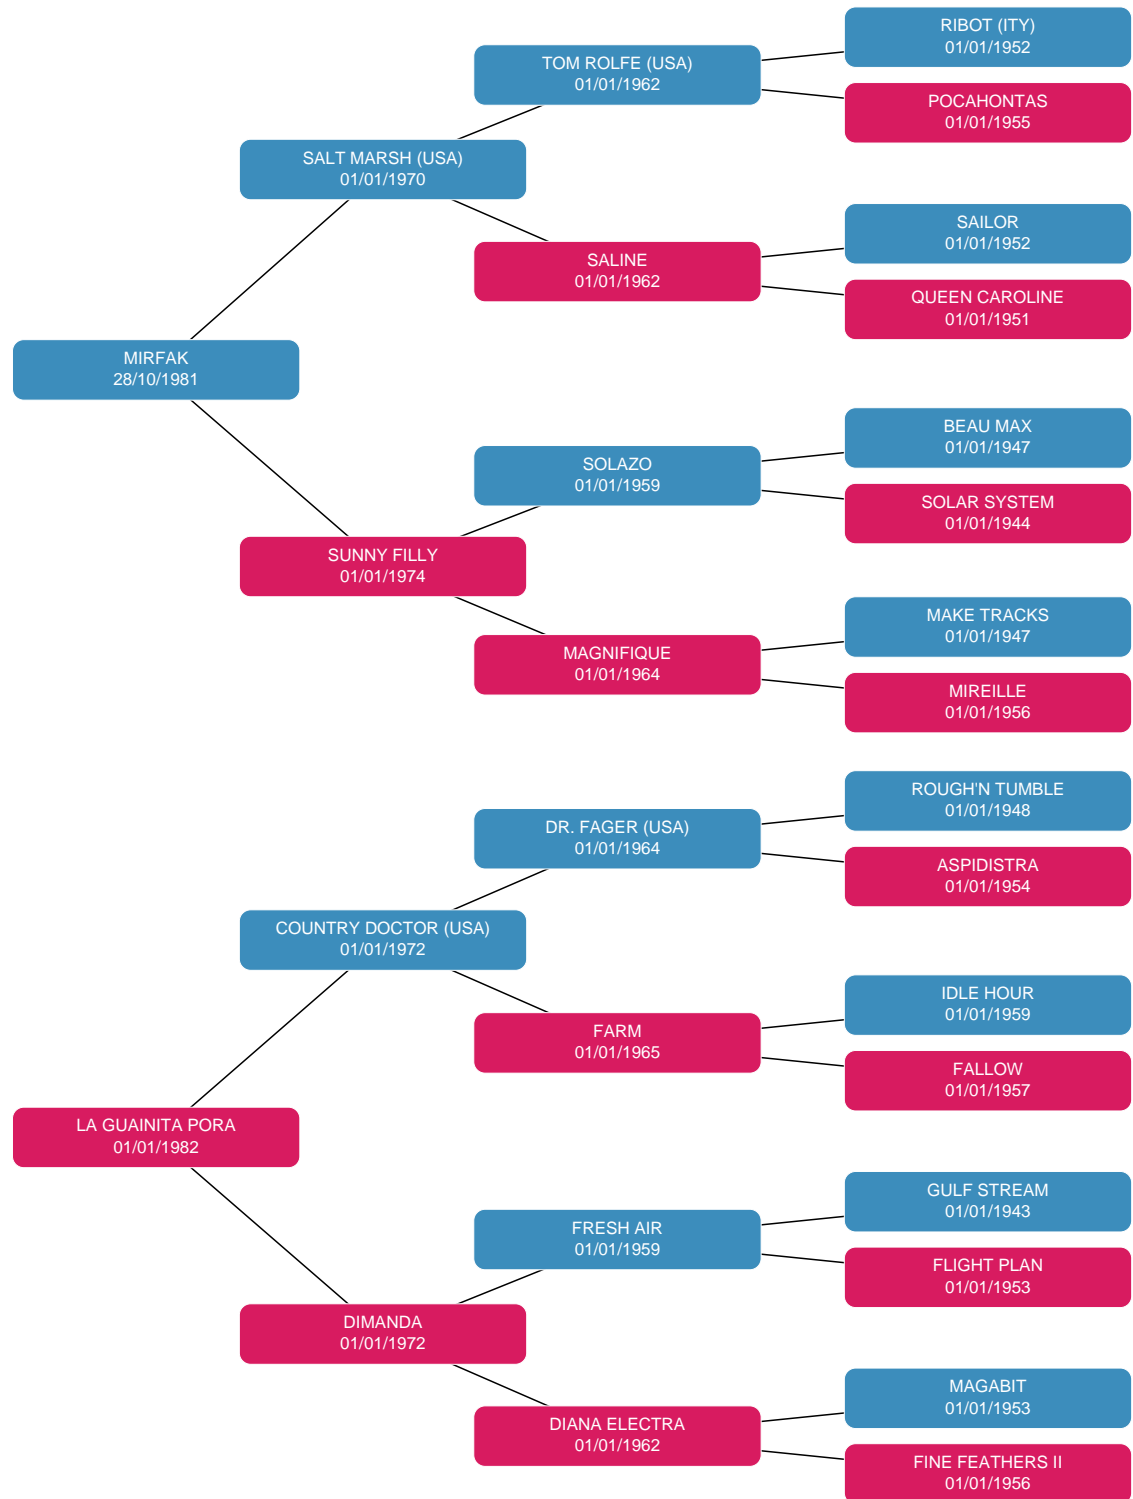 RIBOT (ITY)
01/01/1952
TOM ROLFE (USA)
01/01/1962
POCAHONTAS
01/01/1955
SALT MARSH (USA)
01/01/1970
SAILOR
01/01/1952
SALINE
01/01/1962
QUEEN CAROLINE
01/01/1951
MIRFAK
28/10/1981
BEAU MAX
01/01/1947
SOLAZO
01/01/1959
SOLAR SYSTEM
01/01/1944
SUNNY FILLY
01/01/1974
MAKE TRACKS
01/01/1947
MAGNIFIQUE
01/01/1964
MIREILLE
01/01/1956
ROUGH'N TUMBLE
01/01/1948
DR. FAGER (USA)
01/01/1964
ASPIDISTRA
01/01/1954
COUNTRY DOCTOR (USA)
01/01/1972
IDLE HOUR
01/01/1959
FARM
01/01/1965
FALLOW
01/01/1957
LA GUAINITA PORA
01/01/1982
GULF STREAM
01/01/1943
FRESH AIR
01/01/1959
FLIGHT PLAN
01/01/1953
DIMANDA
01/01/1972
MAGABIT
01/01/1953
DIANA ELECTRA
01/01/1962
FINE FEATHERS II
01/01/1956